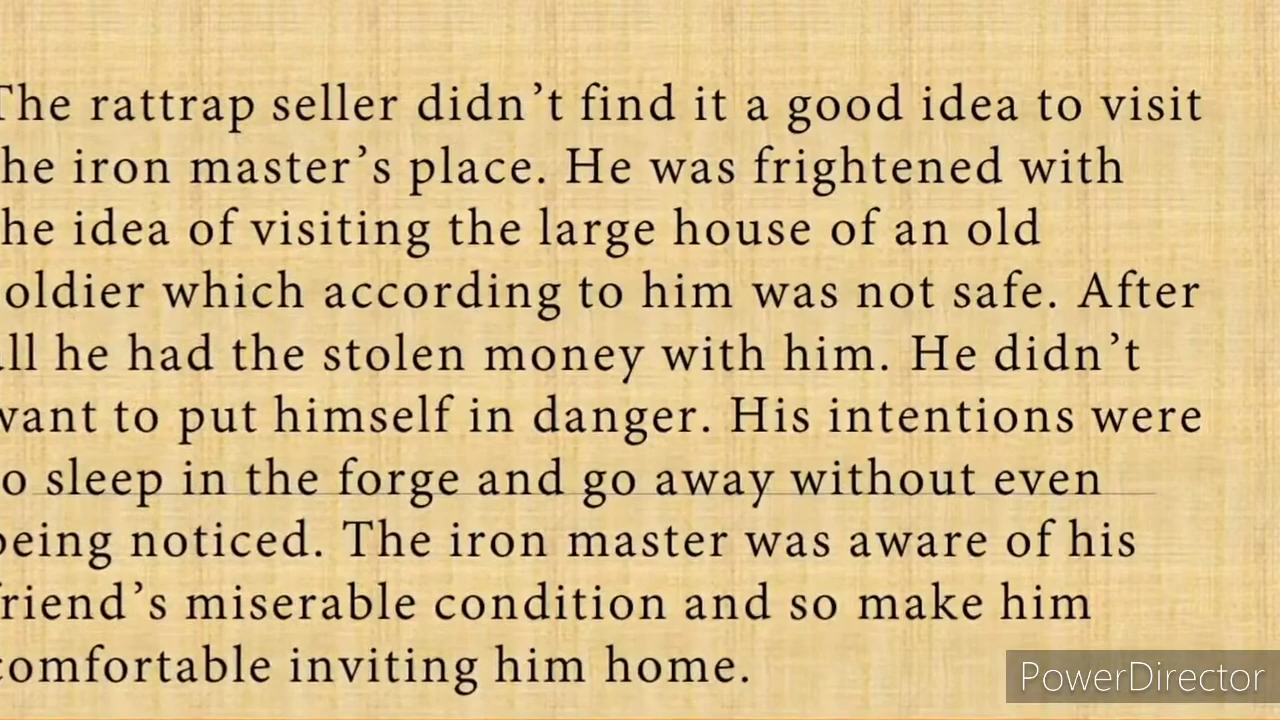 The rattrap seller didn’t find it a good idea to visit
he iron master’s place. He was frightened with
he idea of visiting the large house of an old
oldier which according to him was not safe. After
ll he had the stolen money with him. He didn’t
want to put himself in danger. His intentions were
o sleep in the forge and go away without even
being noticed. The iron master was aware of his
riend’s miserable condition and so make him
comfortable inviting him home.
PowerDirector